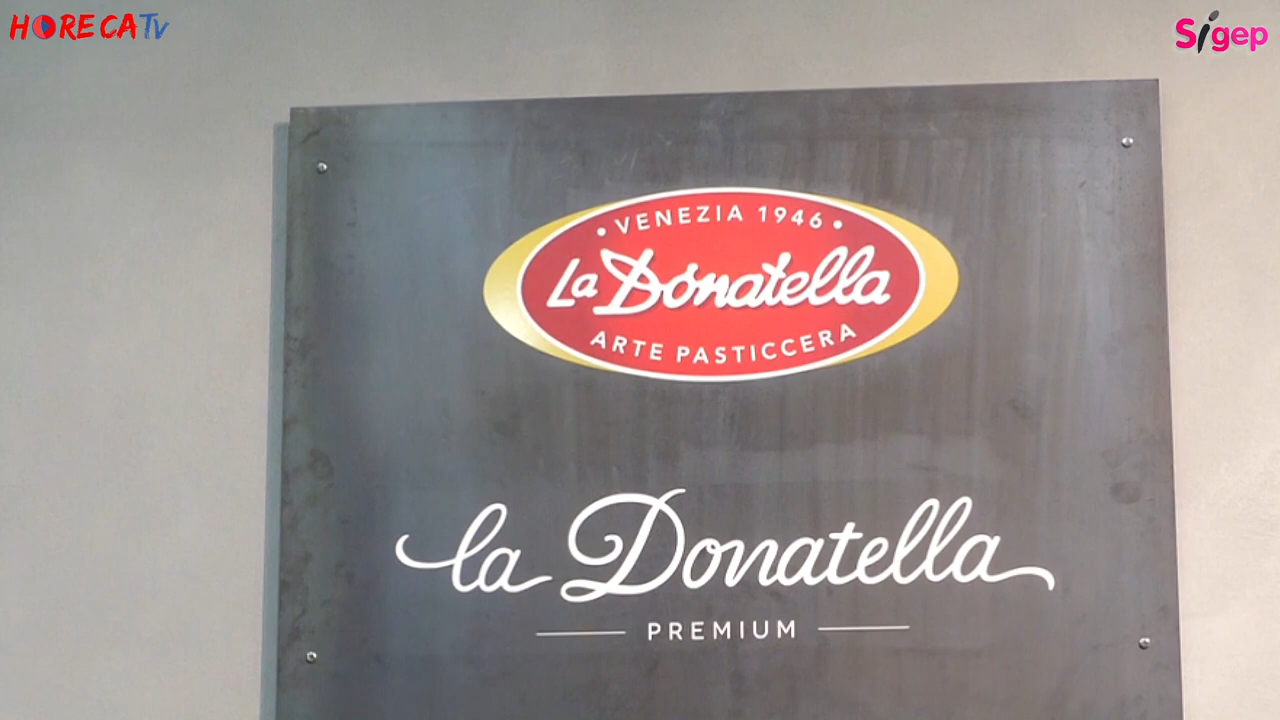 HORECATv
Sigep
• VENEZIA 1946 •
La Donatella
ARTE PASTICCERA
la Donatella
PREMIUM